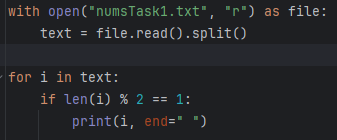 with open("numsTask1.txt", "r") as file:
    text = file.read().split()

for i in text:
    if len(i) % 2 == 1:
        print(i, end=" ")